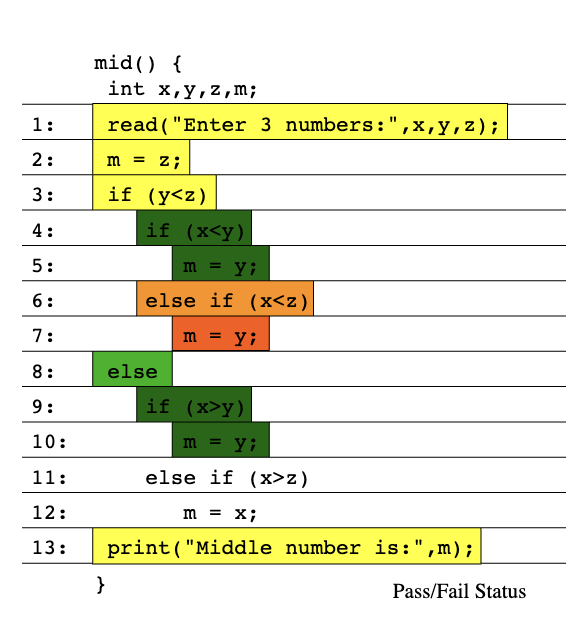 mid() {
int x,y,z,m;
1: read("Enter 3 numbers:",x,y,z);
2: m = z;
3: if (y<z)
4: if (x<y)
5: m = y;
6: else if (x<z)
7: m = y;
8: else
9: if (x>y)
10: m = y;
11: else if (x>z)
12: m = x;
13: print("Middle number is:",m);
}
Pass/Fail Status